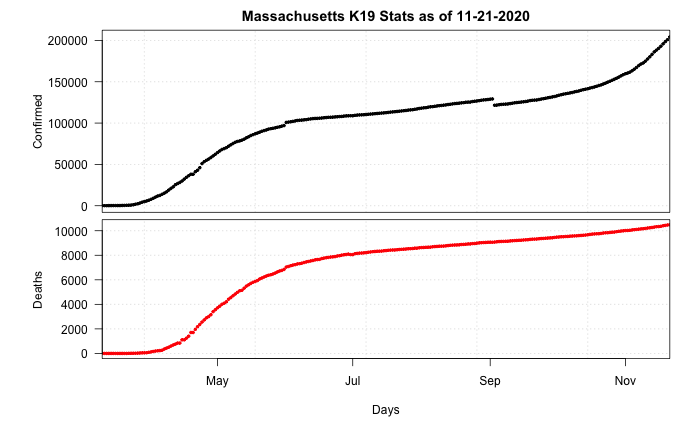 Massachusetts K19 Stats as of 11-21-2020
Confirmed
200000
150000
100000
50000
0
Deaths
10000
8000
6000
4000
2000
0
May Jul Sep Nov
Days